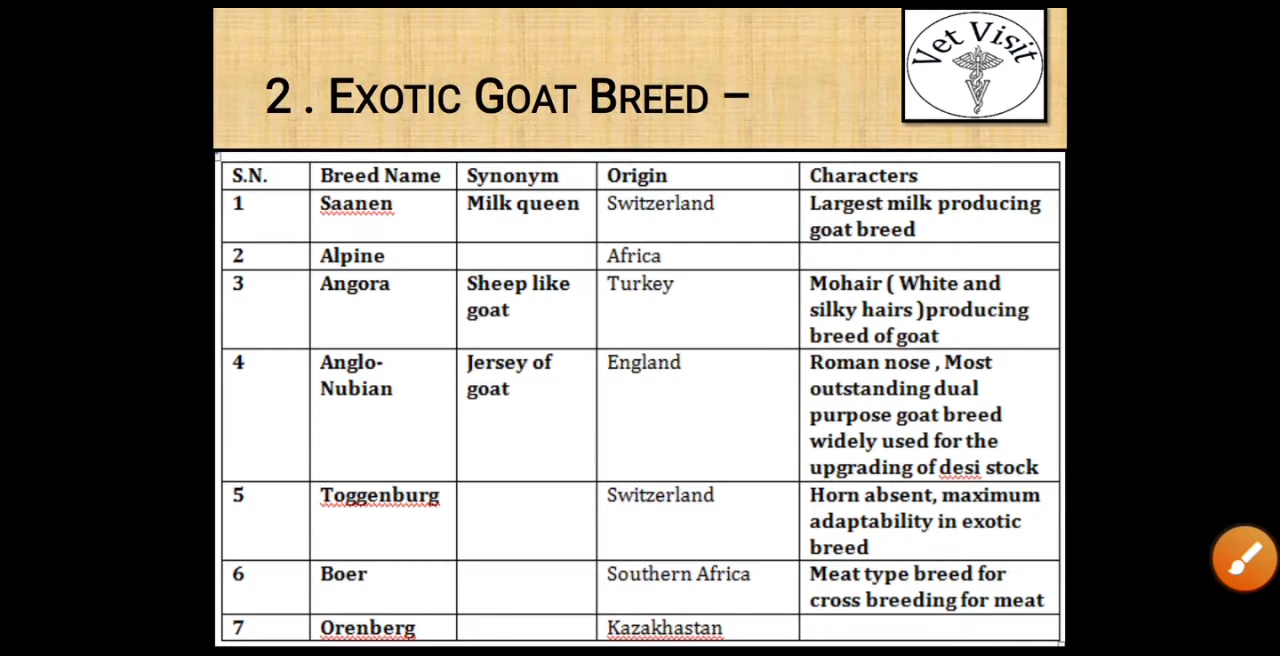 Vet Visit
2 . EXOTIC GOAT BREED –
S.N. Breed Name Synonym Origin Characters
1 Saanen Milk queen Switzerland Largest milk producing
goat breed
2 Alpine Africa
3 Angora Sheep like Turkey Mohair ( White and
goat silky hairs )producing
breed of goat
4 Anglo- Jersey of England Roman nose , Most
Nubian goat outstanding dual
purpose goat breed
widely used for the
upgrading of desi stock
5 Toggenburg Switzerland Horn absent, maximum
adaptability in exotic
breed
6 Boer Southern Africa Meat type breed for
cross breeding for meat
7 Orenberg Kazakhastan